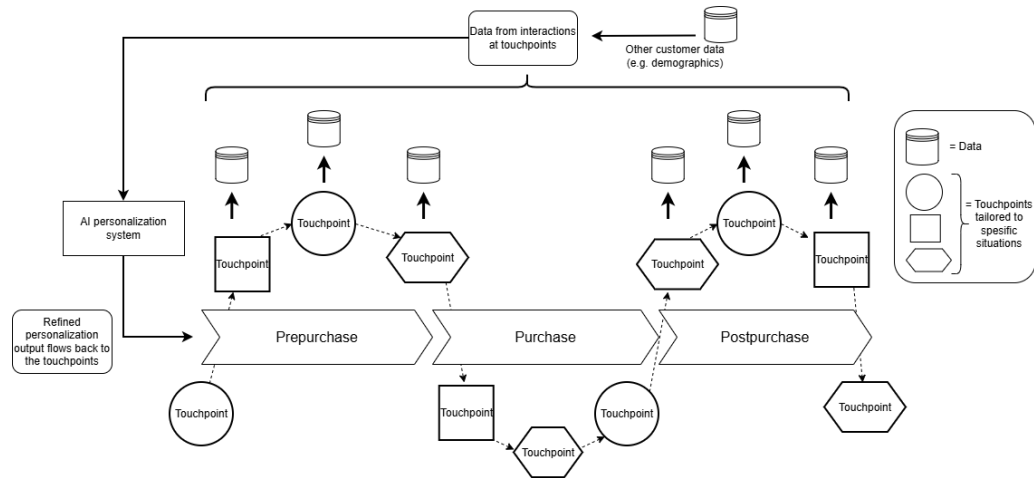 Data from interactions
at touchpoints
Other customer data
(e.g. demographics)
= Data
= Touchpoints
tailored to
spesific
situations
AI personalization
system
Touchpoint
Touchpoint
Touchpoint
Touchpoint
Touchpoint
Touchpoint
Refined
personalization
output flows back to
the touchpoints
Prepurchase
Purchase
Postpurchase
Touchpoint
Touchpoint
Touchpoint
Touchpoint
Touchpoint